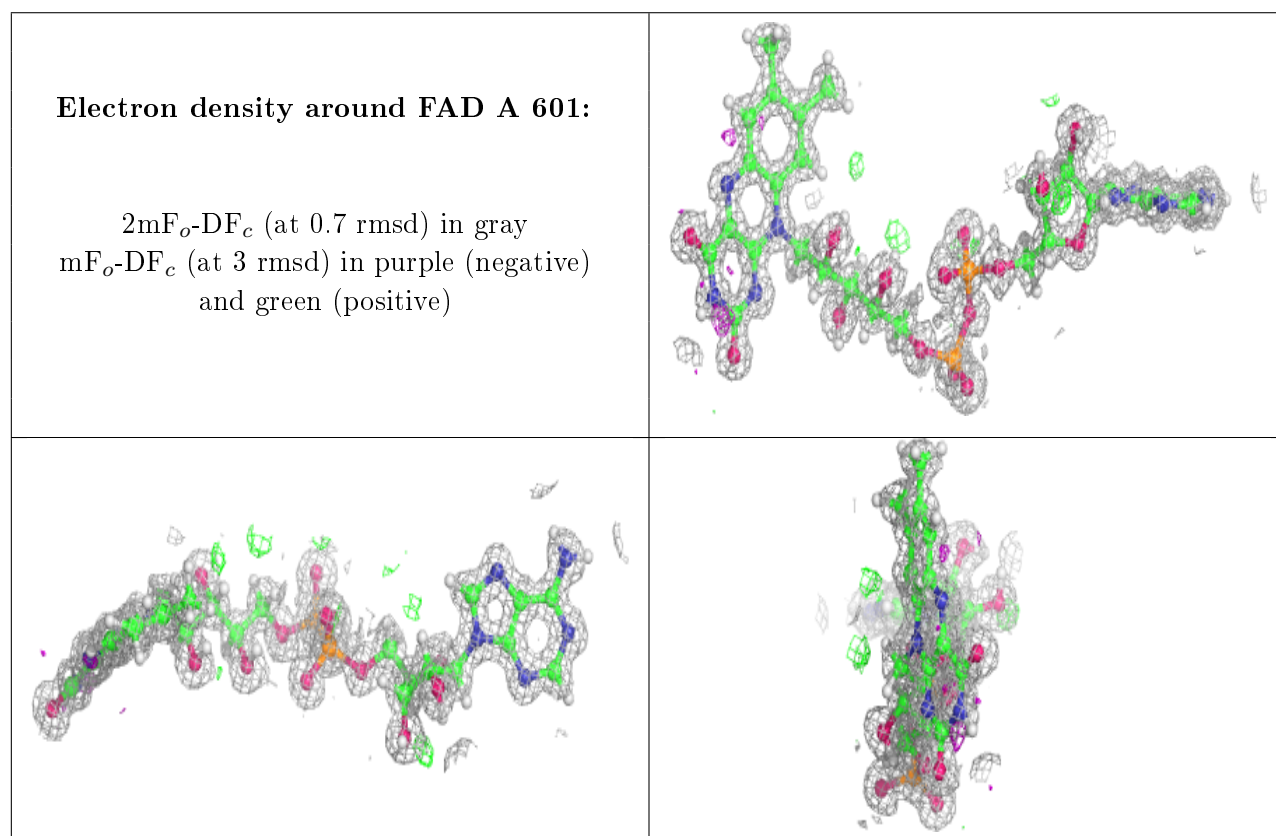 Electron density around FAD A 601:
2mFₒ-DF𝑐 (at 0.7 rmsd) in gray
mFₒ-DF𝑐 (at 3 rmsd) in purple (negative)
and green (positive)